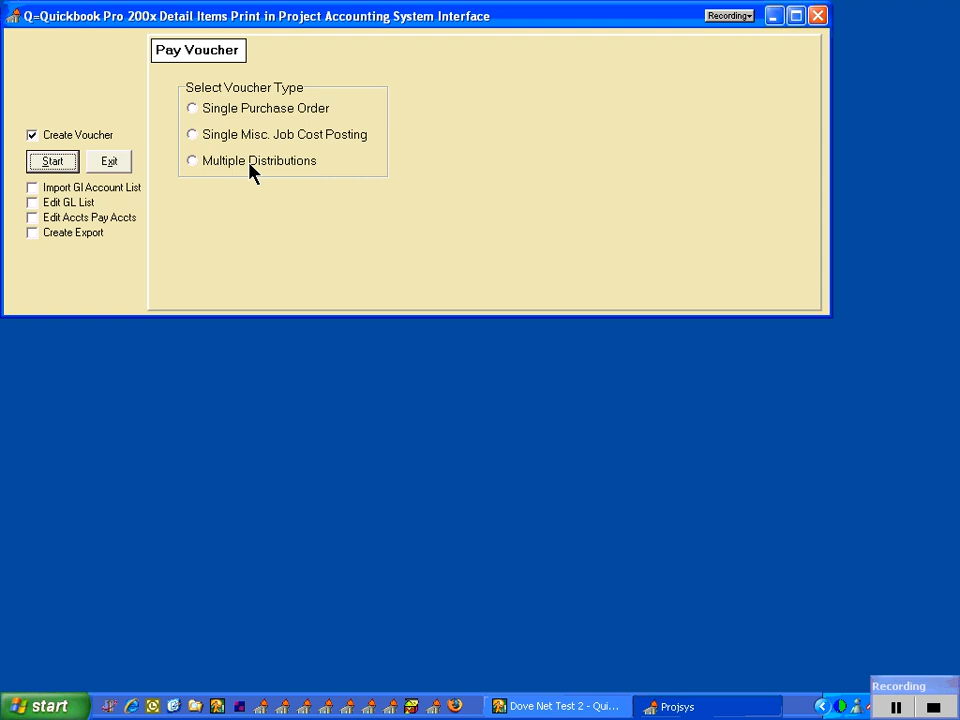 Q=Quickbook Pro 200x Detail Items Print in Project Accounting System Interface
Recording
Pay Voucher
Select Voucher Type
Single Purchase Order
Single Misc. Job Cost Posting
Multiple Distributions
Create Voucher
Start
Exit
Import Gl Account List
Edit GL List
Edit Accts Pay Accts
Create Export
Recording
start
Dove Net Test 2 - Qui...
Projsys